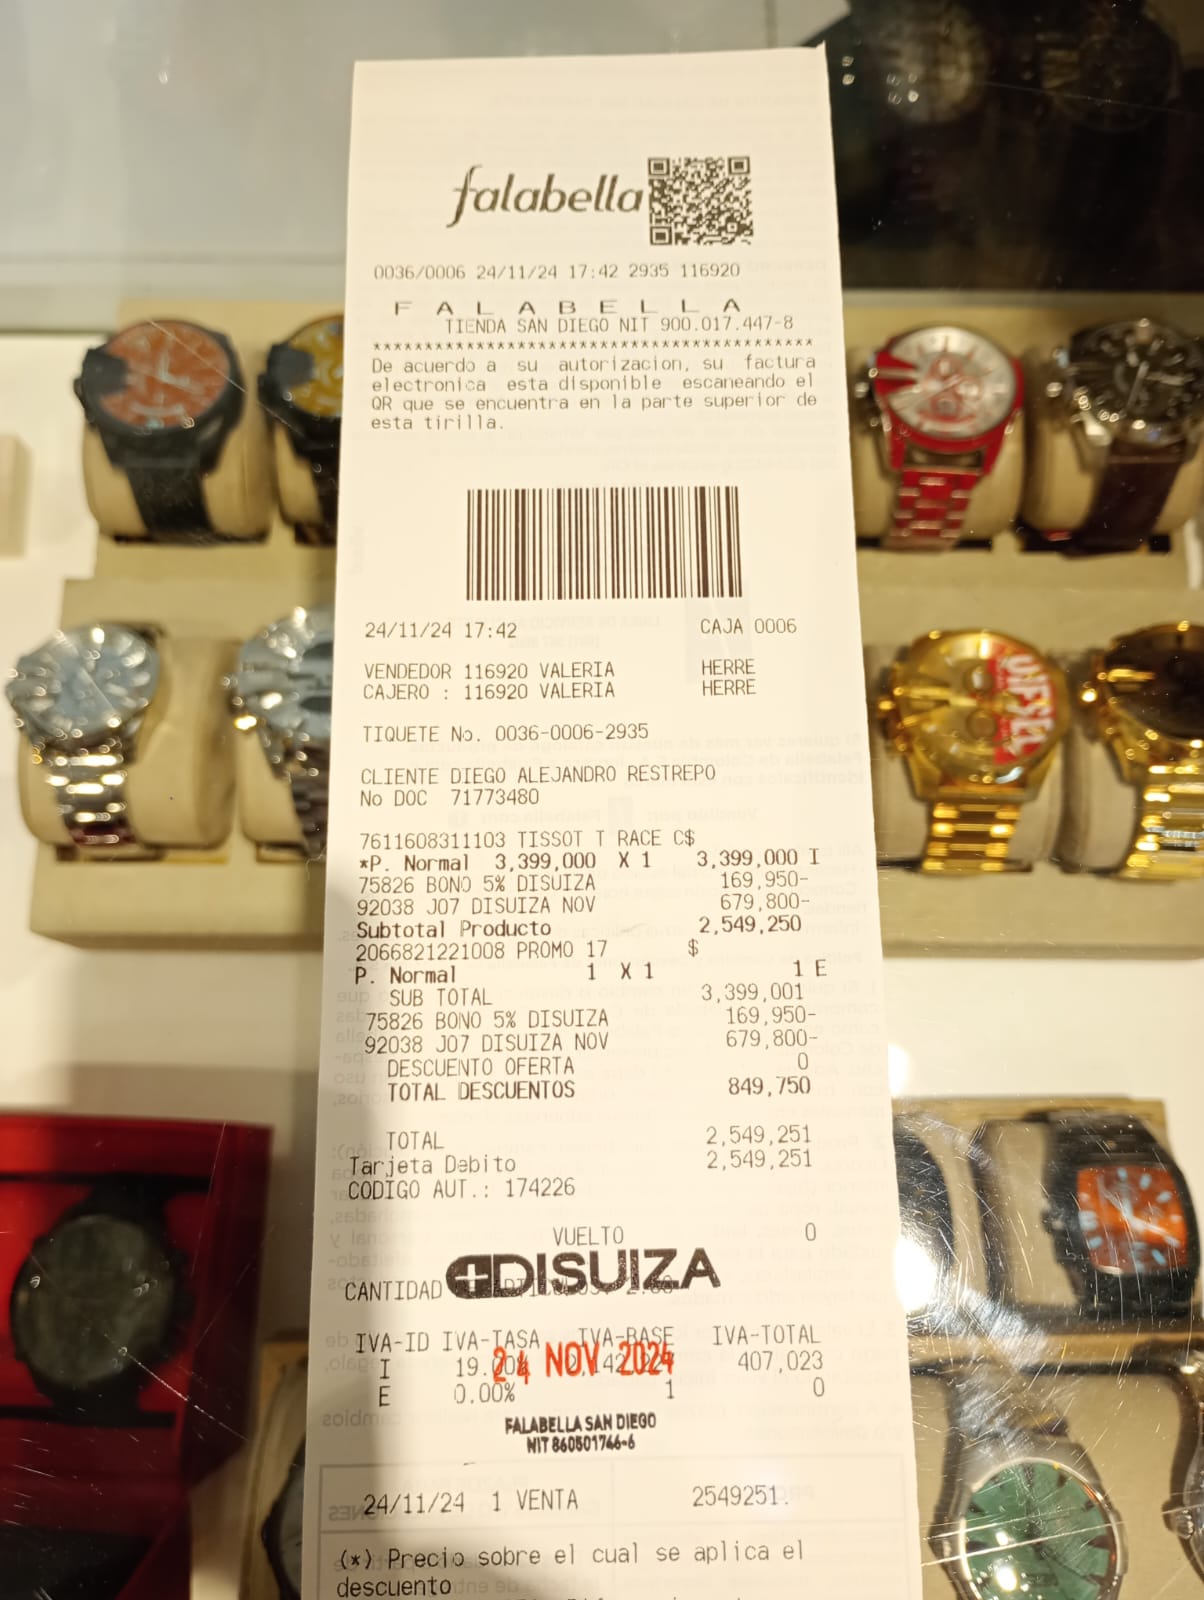 falabella
0036/0006 24/11/24 17:42 2935 116920
F A L A B E L L A
TIENDA SAN DIEGO NIT 900.017.447-8
******************************************
De acuerdo a su autorizacion, su factura
electronica esta disponible escaneando el
QR que se encuentra en la parte superior de
esta tirilla.
24/11/24 17:42 CAJA 0006
VENDEDOR 116920 VALERIA HERRE
CAJERO : 116920 VALERIA HERRE
TIQUETE No. 0036-0006-2935
CLIENTE DIEGO ALEJANDRO RESTREPO
No DOC 71773480
7611608311103 TISSOT T RACE C$
*P. Normal 3,399,000 X 1 3,399,000 I
75826 BONO 5% DISUIZA 169,950-
92038 J07 DISUIZA NOV 679,800-
Subtotal Producto 2,549,250
2066821221008 PROMO 17 $
P. Normal 1 X 1 1 E
SUB TOTAL 3,399,001
75826 BONO 5% DISUIZA 169,950-
92038 J07 DISUIZA NOV 679,800-
DESCUENTO OFERTA 0
TOTAL DESCUENTOS 849,750
TOTAL 2,549,251
Tarjeta Debito 2,549,251
CODIGO AUT.: 174226
VUELTO 0
DISUIZA
CANTIDAD
IVA-ID IVA-TASA IVA-BASE IVA-TOTAL
I 19.00% 407,023
24 NOV 2024
E 0.00% 1 0
FALABELLA SAN DIEGO
NIT 860501766-6
24/11/24 1 VENTA 2549251.
(*) Precio sobre el cual se aplica el
descuento
DIESEL